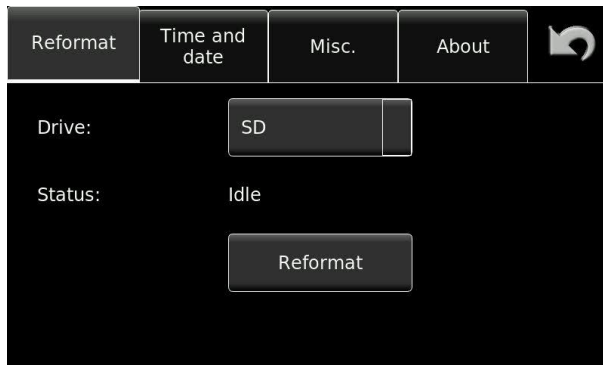 Reformat
Time and
date
Misc.
About
Drive:
SD
Status:
Idle
Reformat